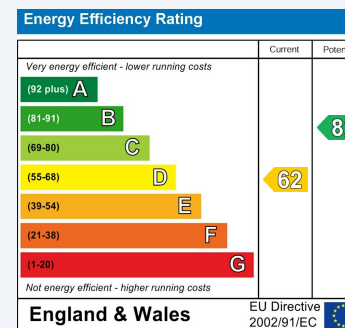 Energy Efficiency Rating
Current
Very energy efficient - lower running costs
(92 plus) A
(81-91) B
(69-80) C
(55-68) D
62
(39-54) E
(21-38) F
(1-20) G
Not energy efficient - higher running costs
England & Wales
EU Directive
2002/91/EC